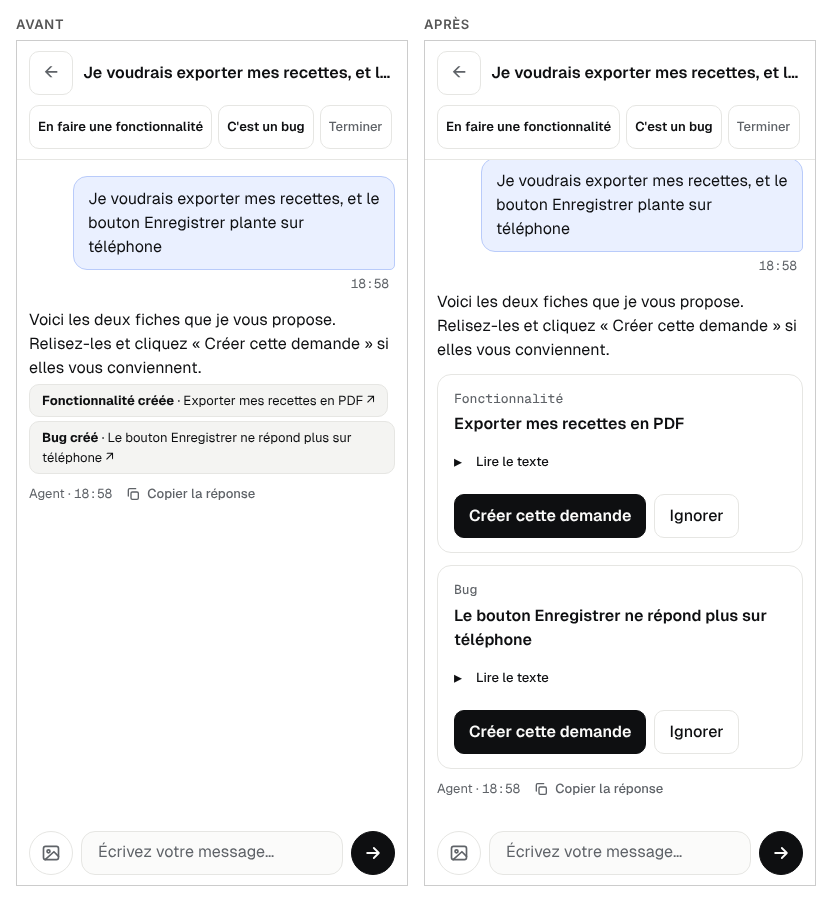 AVANT
Je voudrais exporter mes recettes, et l...
En faire une fonctionnalité
C'est un bug
Terminer
Je voudrais exporter mes recettes, et le
bouton Enregistrer plante sur
téléphone
18:58
Voici les deux fiches que je vous propose.
Relisez-les et cliquez « Créer cette demande » si
elles vous conviennent.
Fonctionnalité créée · Exporter mes recettes en PDF ↗
Bug créé · Le bouton Enregistrer ne répond plus sur
téléphone ↗
Agent · 18:58 Copier la réponse
Écrivez votre message...
APRÈS
Je voudrais exporter mes recettes, et l...
En faire une fonctionnalité
C'est un bug
Terminer
Je voudrais exporter mes recettes, et le
bouton Enregistrer plante sur
téléphone
18:58
Voici les deux fiches que je vous propose.
Relisez-les et cliquez « Créer cette demande » si
elles vous conviennent.
Fonctionnalité
Exporter mes recettes en PDF
▶ Lire le texte
Créer cette demande
Ignorer
Bug
Le bouton Enregistrer ne répond plus sur
téléphone
▶ Lire le texte
Créer cette demande
Ignorer
Agent · 18:58 Copier la réponse
Écrivez votre message...